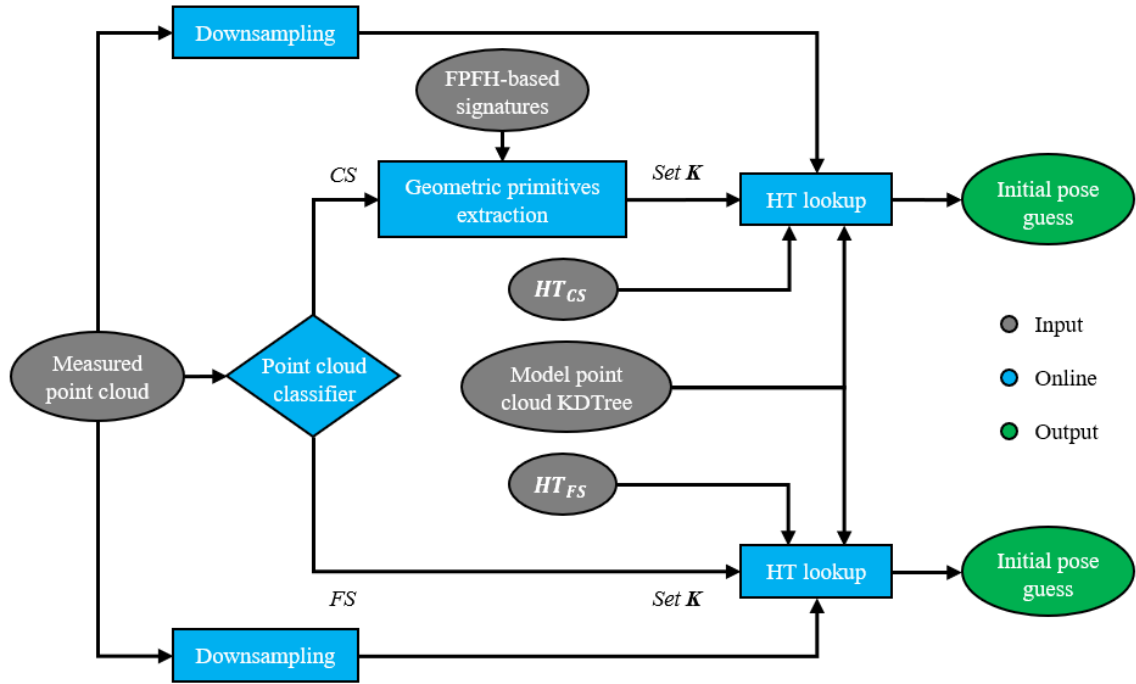 Downsampling
FPFH-based
signatures
CS
Geometric primitives
extraction
Set K
HT lookup
Initial pose
guess
HT_CS
Input
Measured
point cloud
Point cloud
classifier
Model point
cloud KDTree
Online
Output
HT_FS
HT lookup
Initial pose
guess
FS
Set K
Downsampling